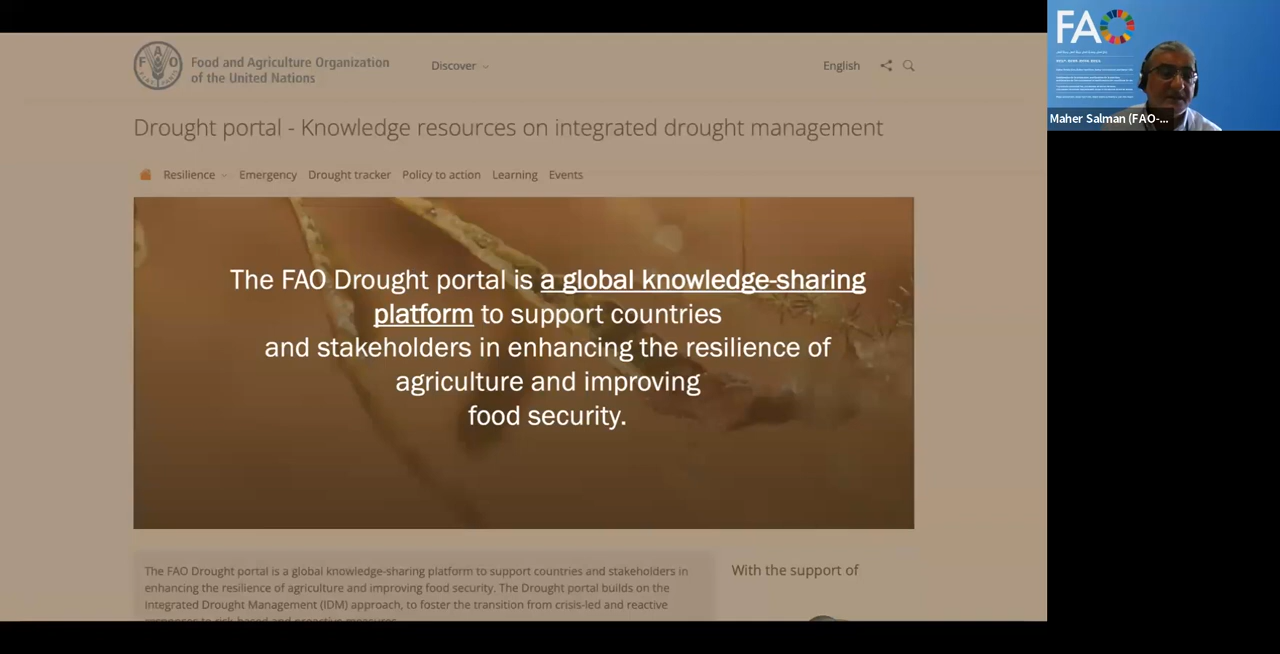 Food and Agriculture Organization
of the United Nations
Discover
English
Drought portal - Knowledge resources on integrated drought management
Resilience Emergency Drought tracker Policy to action Learning Events
The FAO Drought portal is a global knowledge-sharing
platform to support countries
and stakeholders in enhancing the resilience of
agriculture and improving
food security.
The FAO Drought portal is a global knowledge-sharing platform to support countries and stakeholders in
enhancing the resilience of agriculture and improving food security. The Drought portal builds on the
Integrated Drought Management (IDM) approach, to foster the transition from crisis-led and reactive
With the support of
FAO
Maher Salman (FAO-...